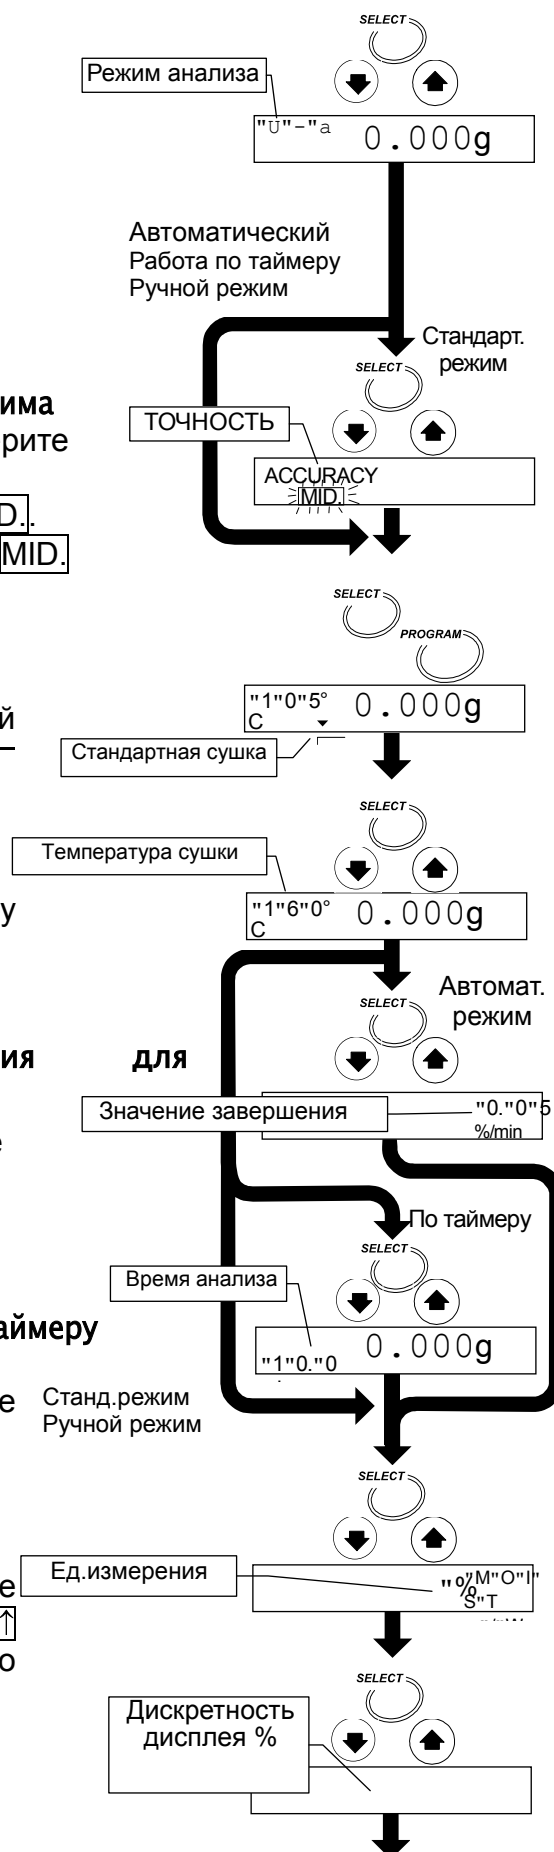 SELECT
Режим анализа
"U"-"a 0.000g
Автоматический
Работа по таймеру
Ручной режим
Стандарт.
режим
SELECT
има
рите
ТОЧНОСТЬ
ACCURACY
MID.
D..
MID.
SELECT
PROGRAM
"1"0"5°
C
0.000g
й
Стандартная сушка
SELECT
Температура сушки
"1"6"0°
C
0.000g
у
Автомат.
режим
SELECT
ия для
Значение завершения
"0."0"5
%/min
е
По таймеру
SELECT
Время анализа
0.000g
"1"0."0
аймеру
е
Станд.режим
Ручной режим
SELECT
Ед.измерения
"%"M"O"I"
S"T
е
↑
о
SELECT
Дискретность
дисплея %